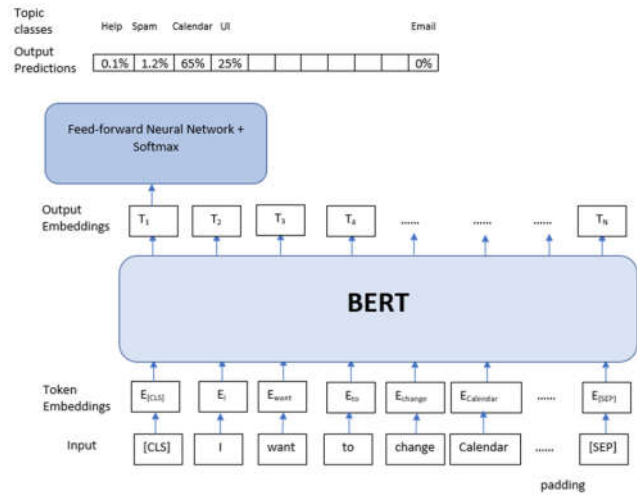 Topic
classes
Help Spam Calendar UI Email
Output
Predictions
0.1% 1.2% 65% 25% 0%
Feed-forward Neural Network +
Softmax
Output
Embeddings
T1 T2 T3 T4 ...... ...... ...... TN
BERT
Token
Embeddings
E[CLS] EI Ewant Eto Echange ECalendar ...... E[SEP]
Input [CLS] I want to change Calendar ...... [SEP]
padding